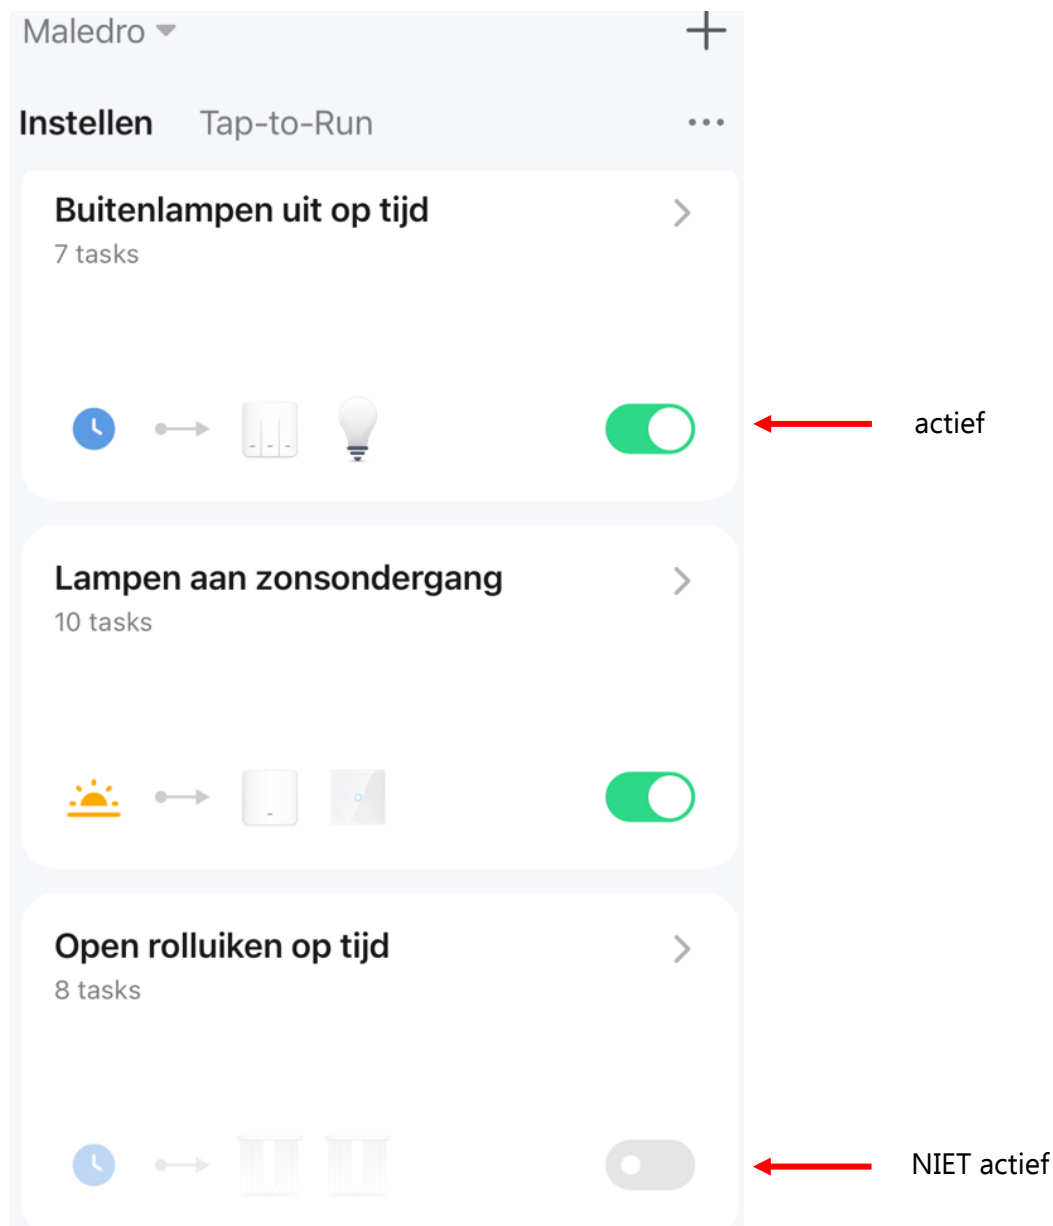 Maledro
Instellen Tap-to-Run
Buitenlampen uit op tijd
7 tasks
actief
Lampen aan zonsondergang
10 tasks
Open rolluiken op tijd
8 tasks
NIET actief